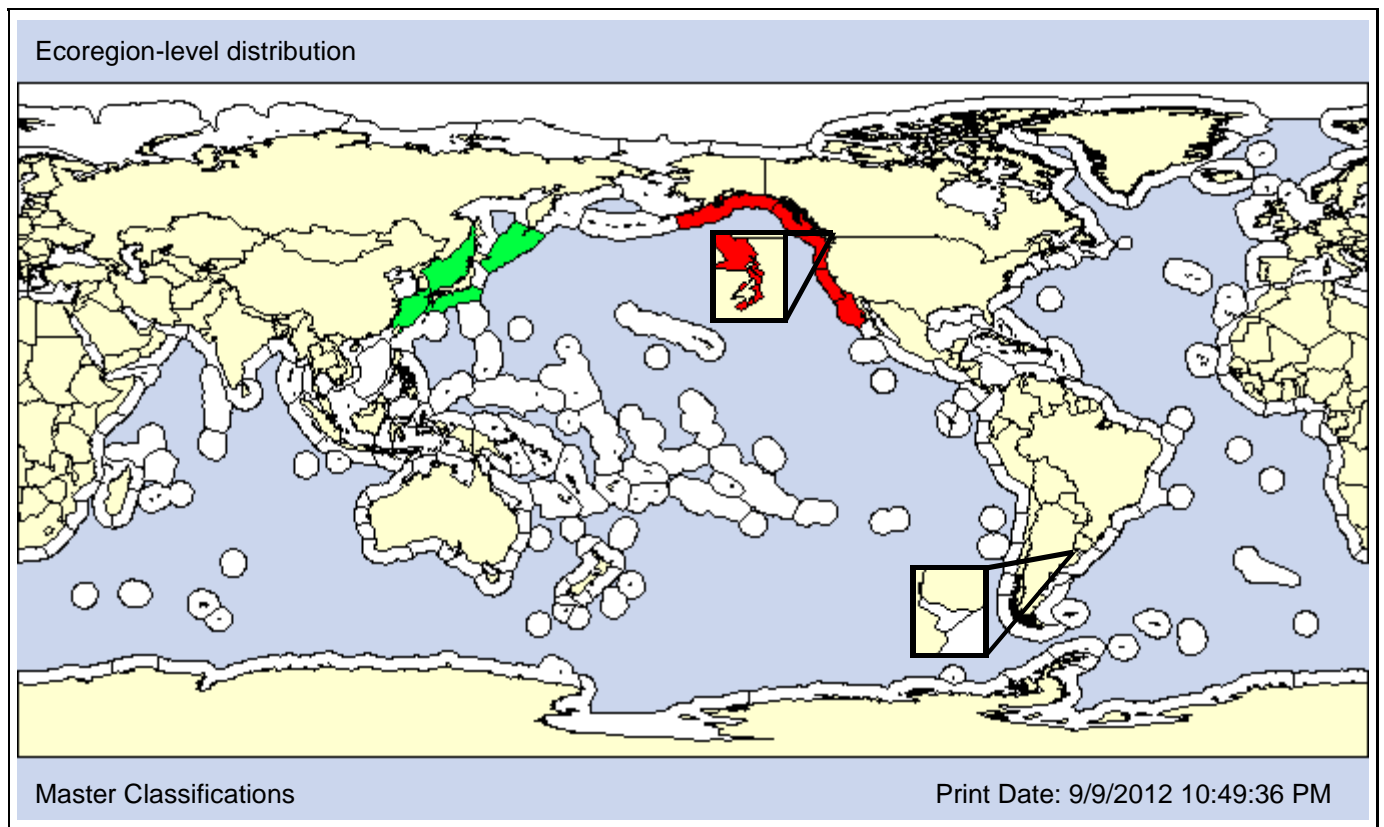 Ecoregion-level distribution
Master Classifications
Print Date: 9/9/2012 10:49:36 PM